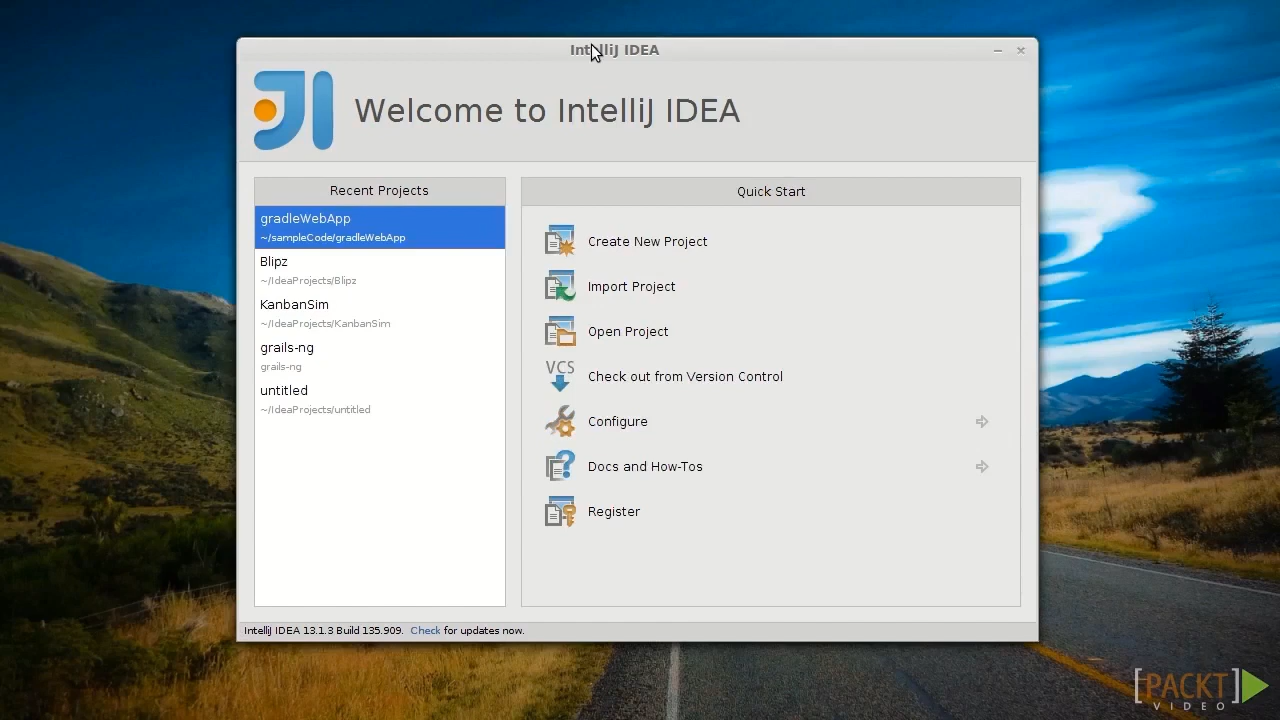 IntelliJ IDEA
Welcome to IntelliJ IDEA
Recent Projects
gradleWebApp
~/sampleCode/gradleWebApp
Blipz
~/IdeaProjects/Blipz
KanbanSim
~/IdeaProjects/KanbanSim
grails-ng
grails-ng
untitled
~/IdeaProjects/untitled
Quick Start
Create New Project
Import Project
Open Project
VCS
Check out from Version Control
Configure
Docs and How-Tos
Register
IntelliJ IDEA 13.1.3 Build 135.909. Check for updates now.
[PACKT]
VIDEO